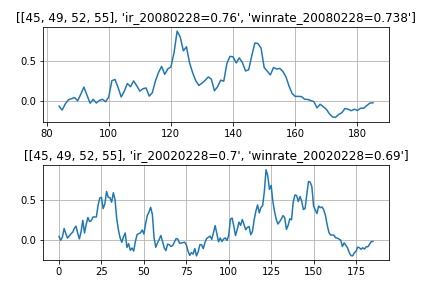 [[45, 49, 52, 55], 'ir_20080228=0.76', 'winrate_20080228=0.738']
0.5
0.0
80 100 120 140 160 180
[[45, 49, 52, 55], 'ir_20020228=0.7', 'winrate_20020228=0.69']
0.5
0.0
0 25 50 75 100 125 150 175